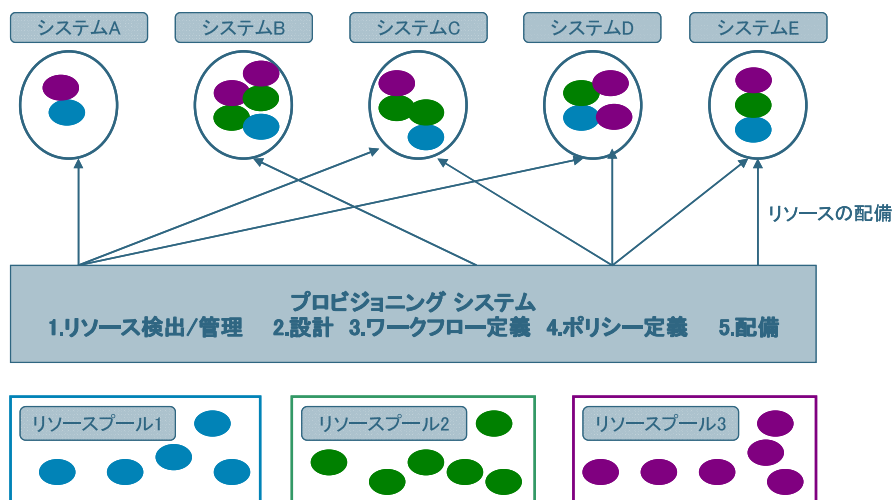 システムA
システムB
システムC
システムD
システムE
リソースの配備
プロビジョニング システム
1.リソース検出/管理 2.設計 3.ワークフロー定義 4.ポリシー定義 5.配備
リソースプール1
リソースプール2
リソースプール3